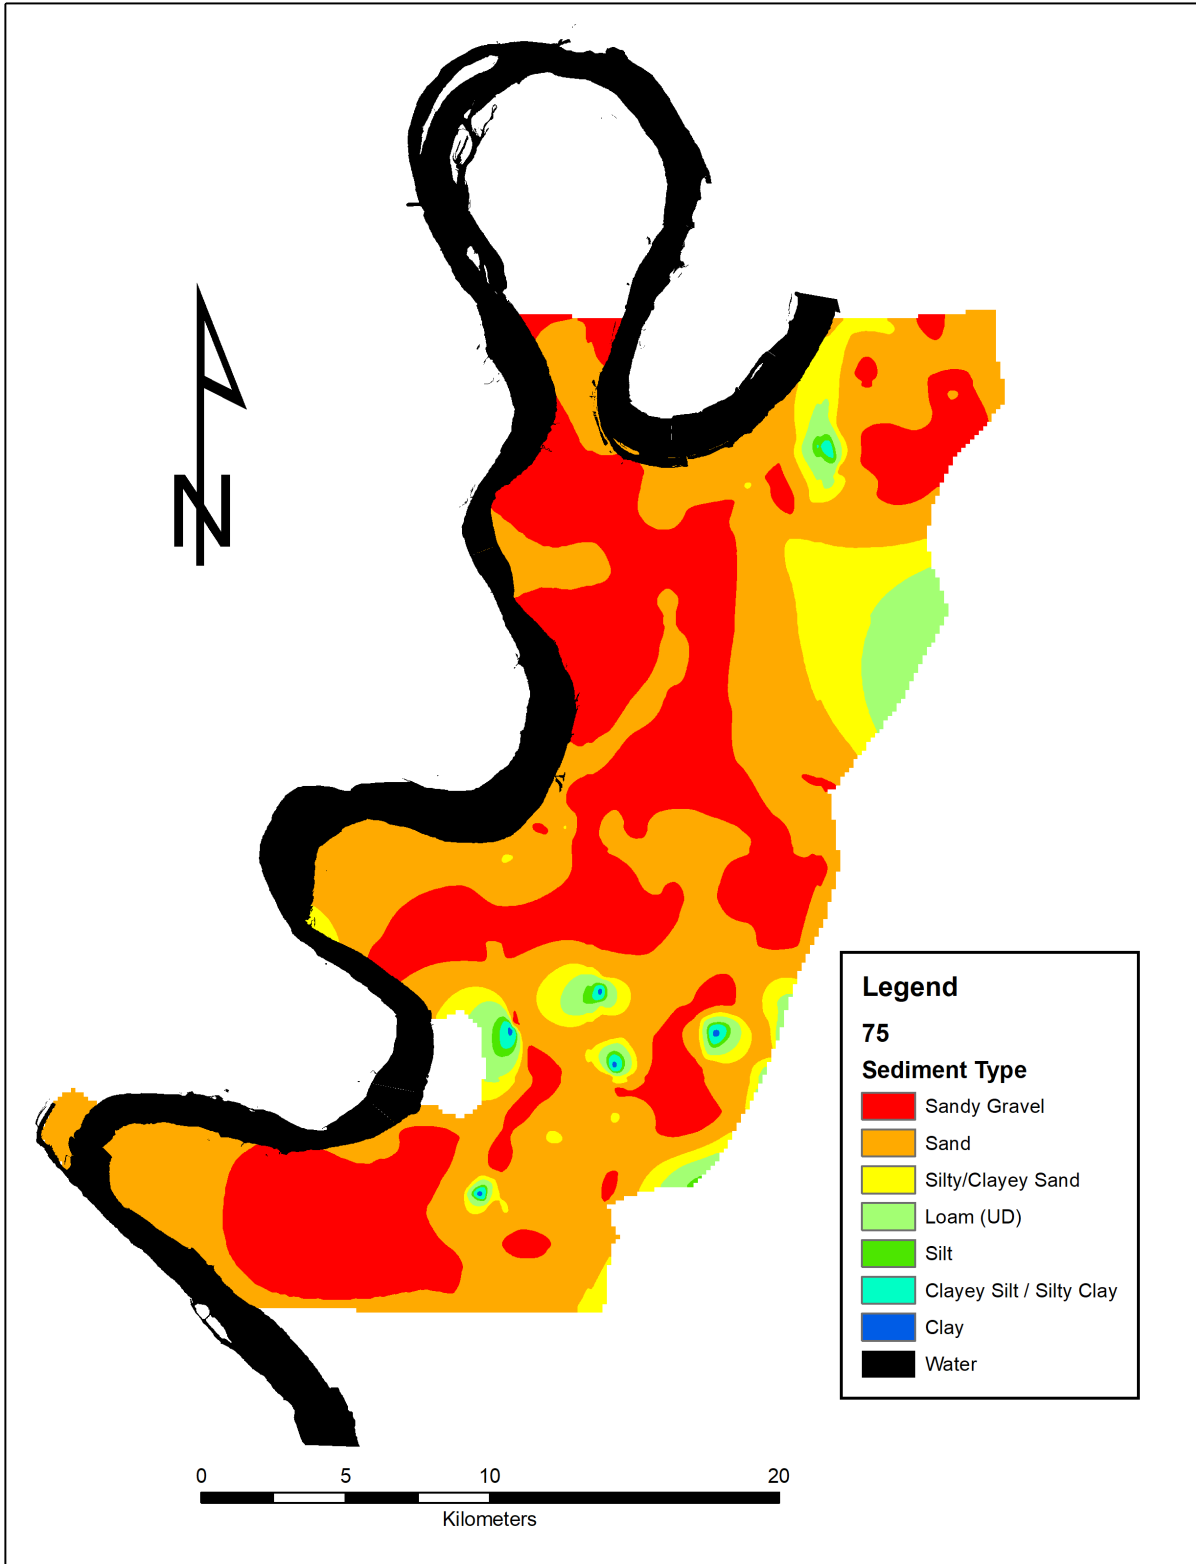 N
Legend
75
Sediment Type
Sandy Gravel
Sand
Silty/Clayey Sand
Loam (UD)
Silt
Clayey Silt / Silty Clay
Clay
Water
0 5 10 20
Kilometers